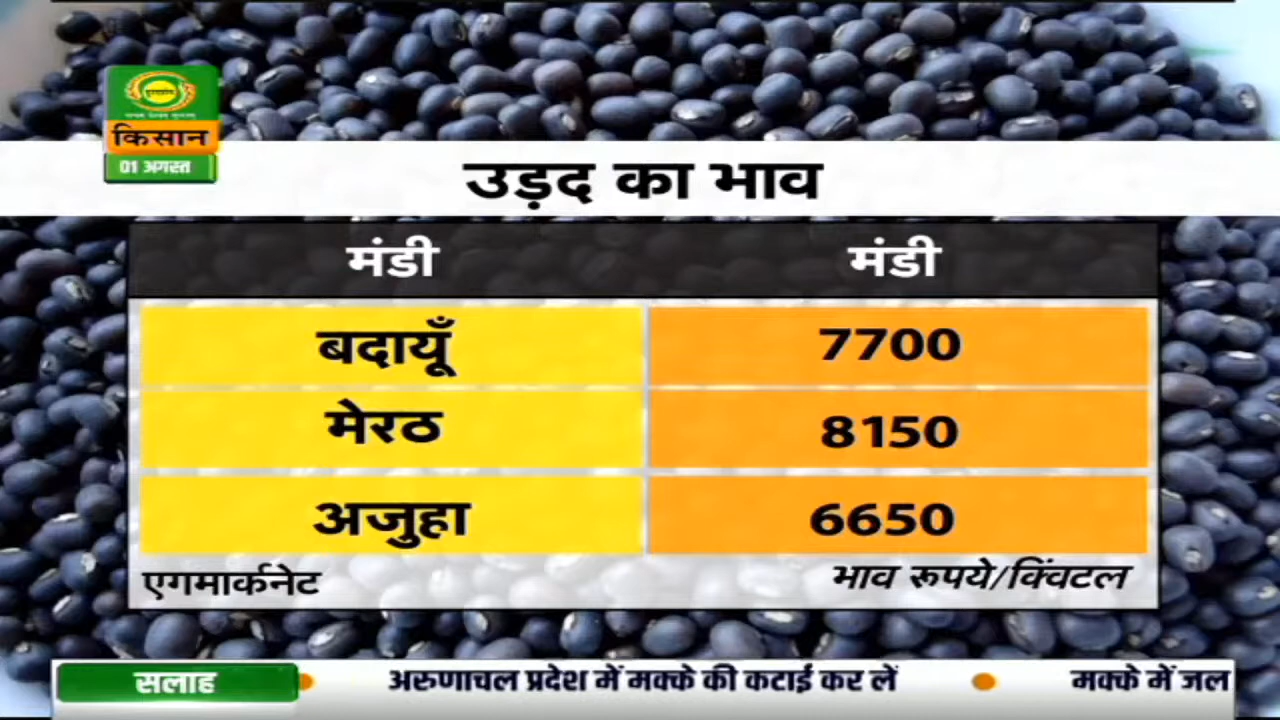 किसान
01 अगस्त
उड़द का भाव
मंडी मंडी
बदायूँ 7700
मेरठ 8150
अजुहा 6650
एगमार्कनेट भाव रूपये/क्विंटल
सलाह अरुणाचल प्रदेश में मक्के की कटाई कर लें मक्के में जल